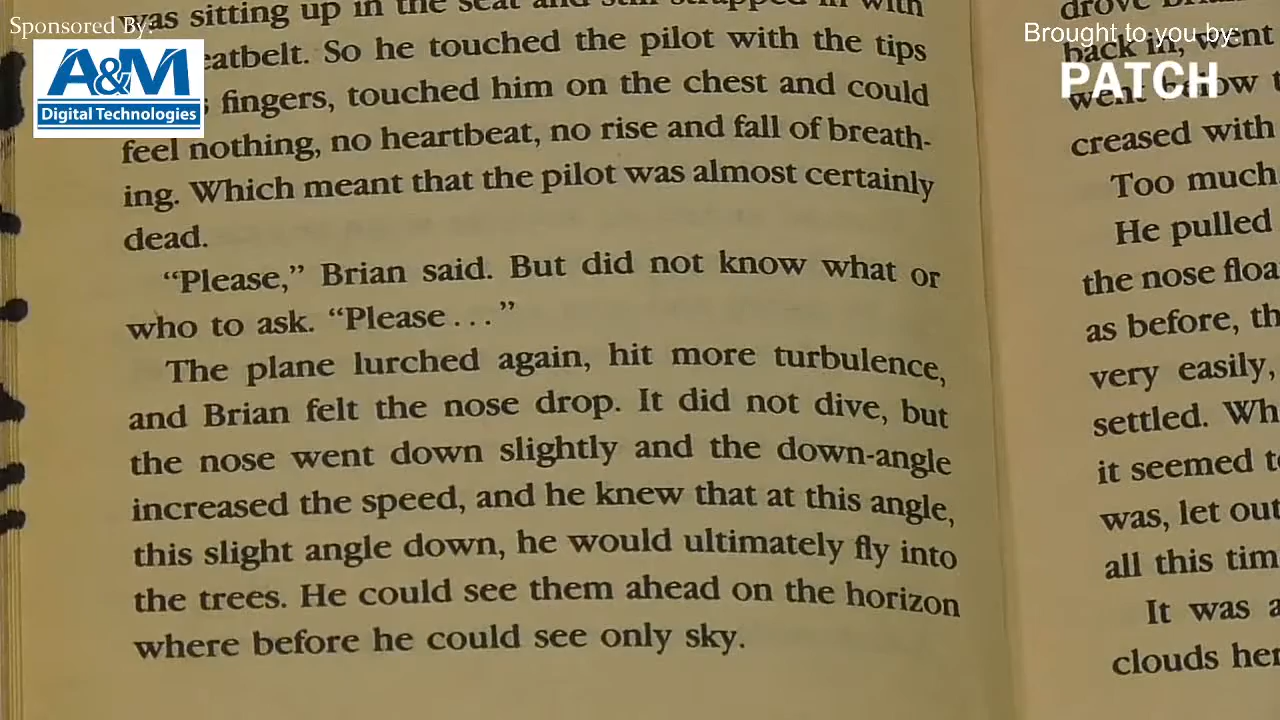 Sponsored By:
A&M
Digital Technologies
Brought to you by:
PATCH
was sitting up in the seat and still strapped in with
eatbelt. So he touched the pilot with the tips
fingers, touched him on the chest and could
feel nothing, no heartbeat, no rise and fall of breath-
ing. Which meant that the pilot was almost certainly
dead.
“Please,” Brian said. But did not know what or
who to ask. “Please . . . ”
The plane lurched again, hit more turbulence,
and Brian felt the nose drop. It did not dive, but
the nose went down slightly and the down-angle
increased the speed, and he knew that at this angle,
this slight angle down, he would ultimately fly into
the trees. He could see them ahead on the horizon
where before he could see only sky.
drove
back in, went
went
creased with
Too much
He pulled
the nose floa
as before, th
very easily,
settled. Wh
it seemed t
was, let out
all this tim
It was a
clouds her